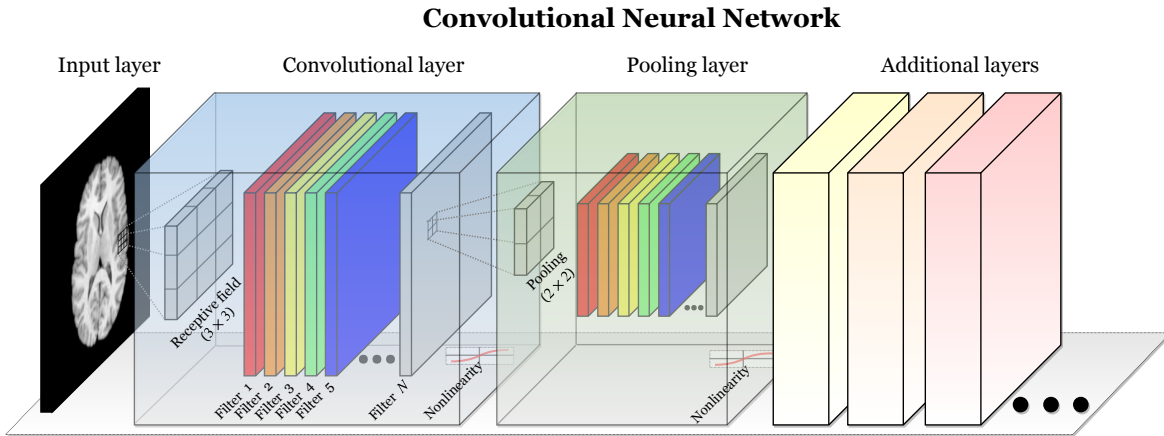 Convolutional Neural Network
Input layer
Convolutional layer
Pooling layer
Additional layers
Receptive field
(3 × 3)
Filter 1
Filter 2
Filter 3
Filter 4
Filter 5
Filter N
Nonlinearity
Pooling
(2 × 2)
Nonlinearity